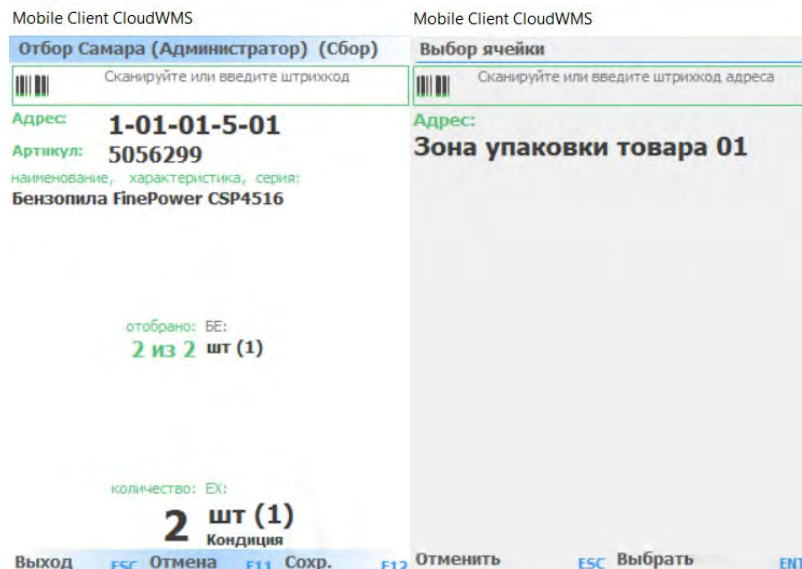 Mobile Client CloudWMS
Отбор Самара (Администратор) (Сбор)
Сканируйте или введите штрихкод
Адрес: 1-01-01-5-01
Артикул: 5056299
наименование, характеристика, серия:
Бензопила FinePower CSP4516
отобрано: БЕ:
2 из 2 шт (1)
количество: ЕХ:
2 шт (1)
Кондиция
Выход ESC Отмена F11 Сохр. F12
Mobile Client CloudWMS
Выбор ячейки
Сканируйте или введите штрихкод адреса
Адрес:
Зона упаковки товара 01
Отменить ESC Выбрать ENT